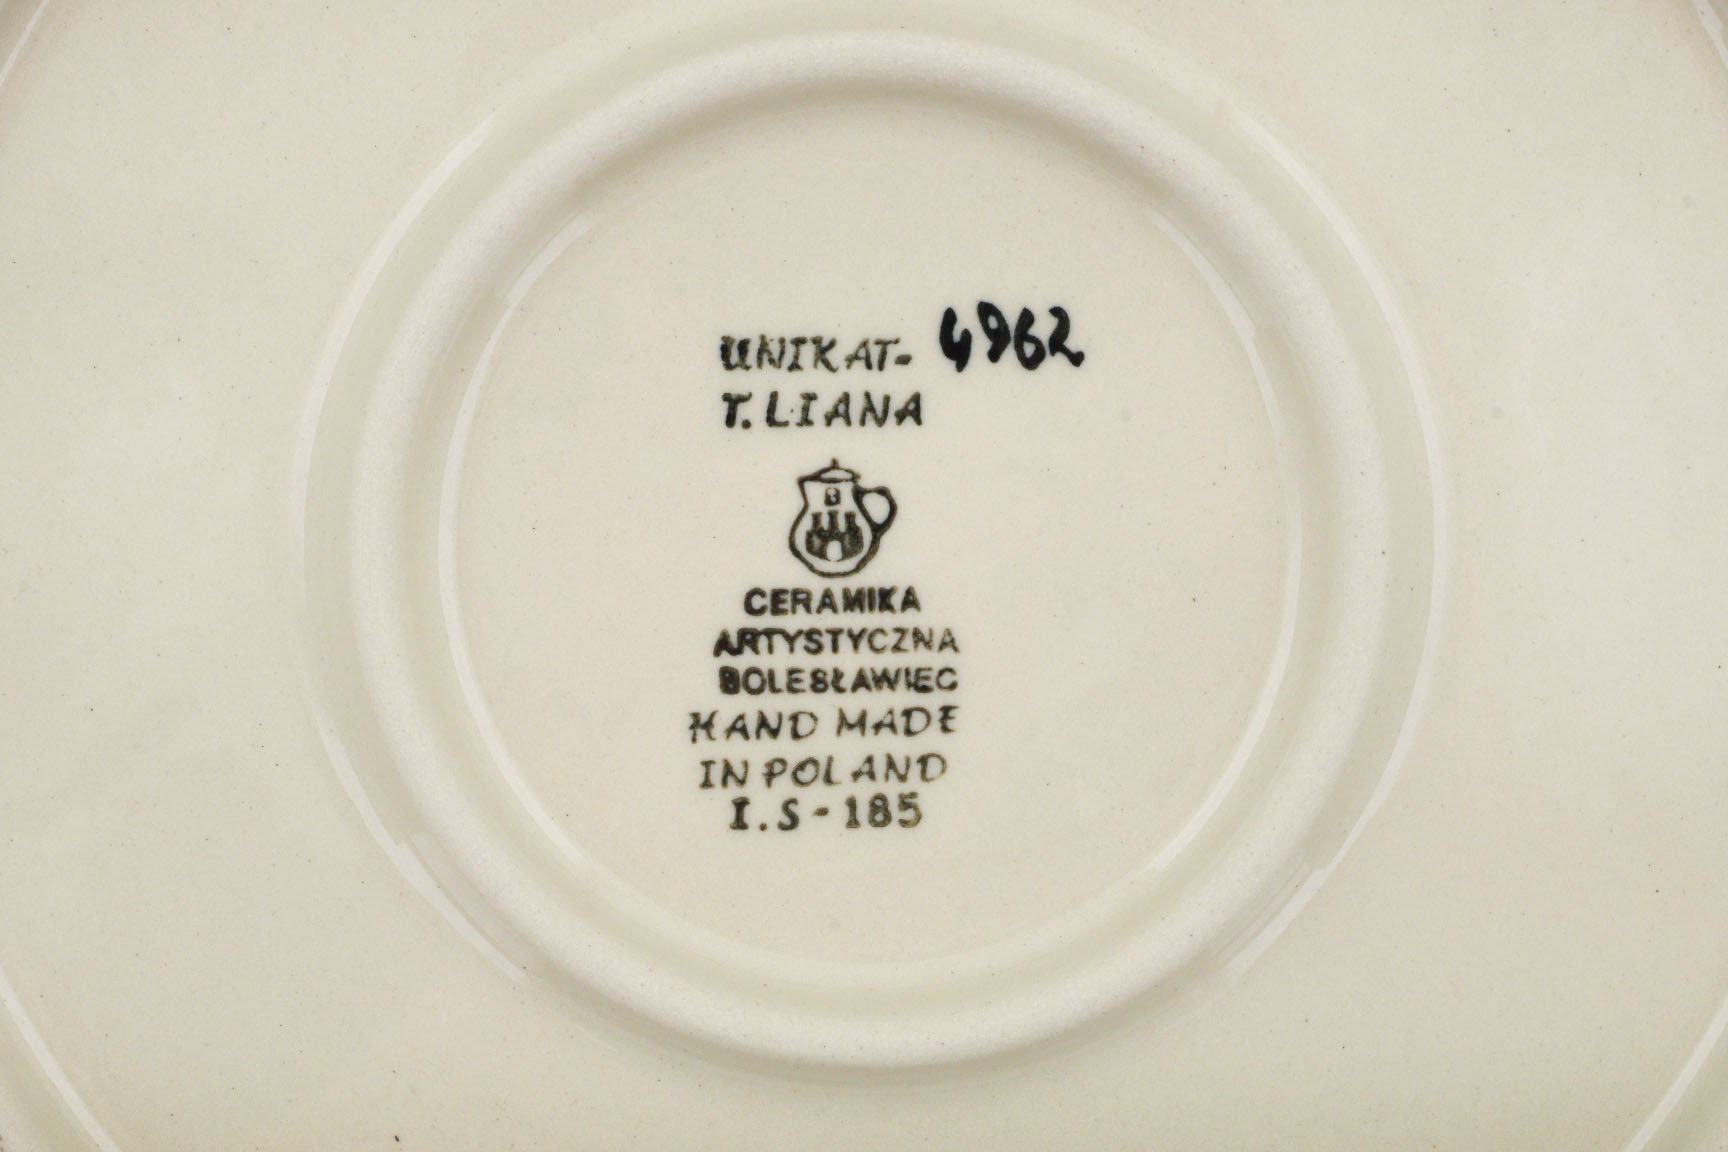 UNIKAT- 4962
T. LIANA
B
CERAMIKA
ARTYSTYCZNA
BOLESŁAWIEC
HAND MADE
IN POLAND
I.S - 185